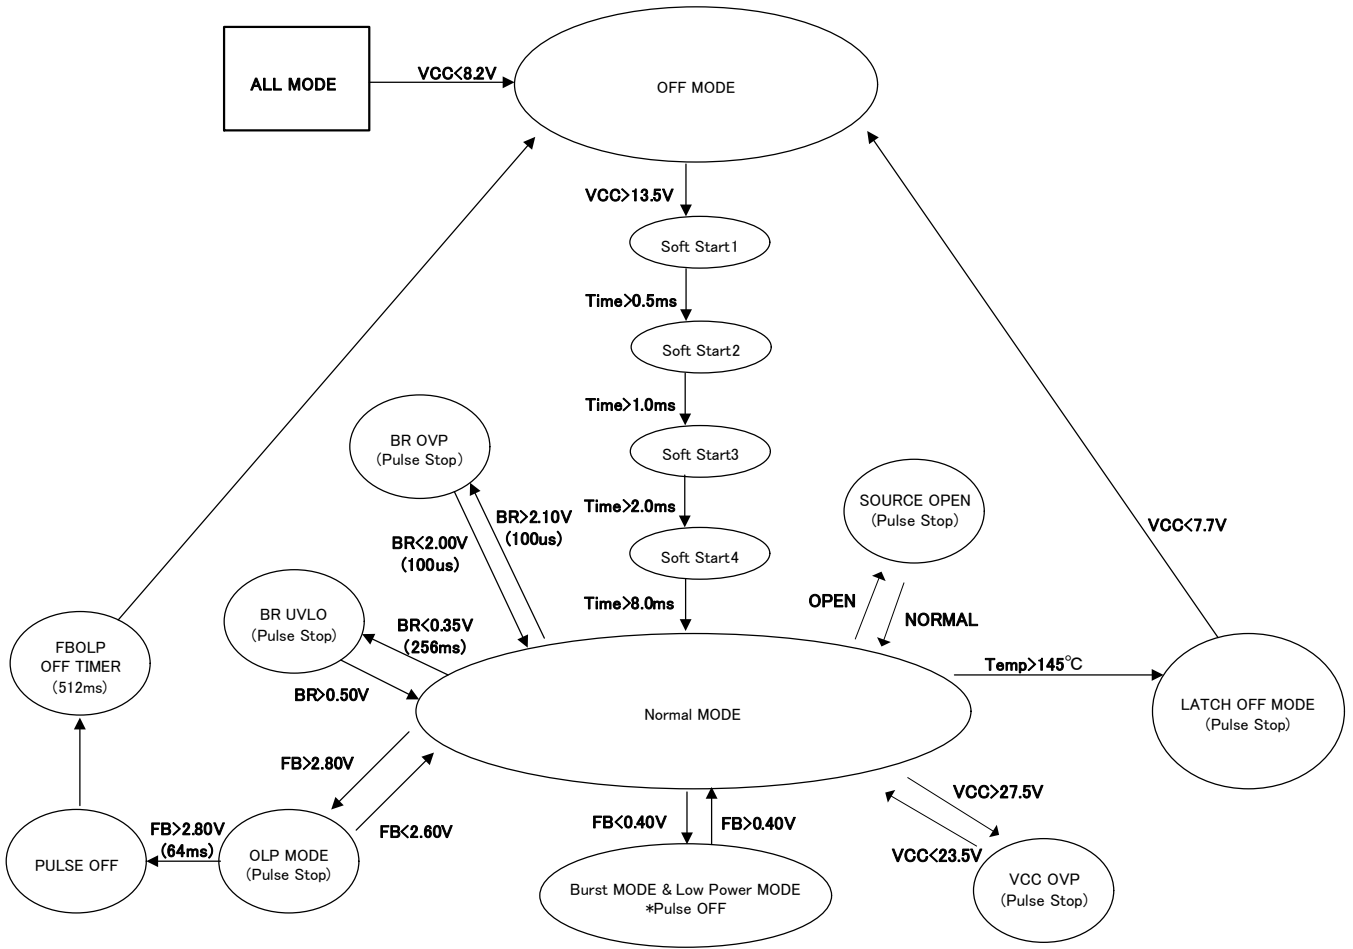 ALL MODE
VCC<8.2V
OFF MODE
VCC>13.5V
Soft Start1
Time>0.5ms
Soft Start2
Time>1.0ms
Soft Start3
Time>2.0ms
Soft Start4
Time>8.0ms
BR OVP
(Pulse Stop)
BR<2.00V
(100us)
BR>2.10V
(100us)
SOURCE OPEN
(Pulse Stop)
OPEN
NORMAL
VCC<7.7V
BR UVLO
(Pulse Stop)
BR<0.35V
(256ms)
BR>0.50V
FBOLP
OFF TIMER
(512ms)
Normal MODE
Temp>145℃
LATCH OFF MODE
(Pulse Stop)
FB>2.80V
FB<2.60V
FB>2.80V
(64ms)
PULSE OFF
OLP MODE
(Pulse Stop)
FB<0.40V
FB>0.40V
Burst MODE & Low Power MODE
*Pulse OFF
VCC>27.5V
VCC<23.5V
VCC OVP
(Pulse Stop)